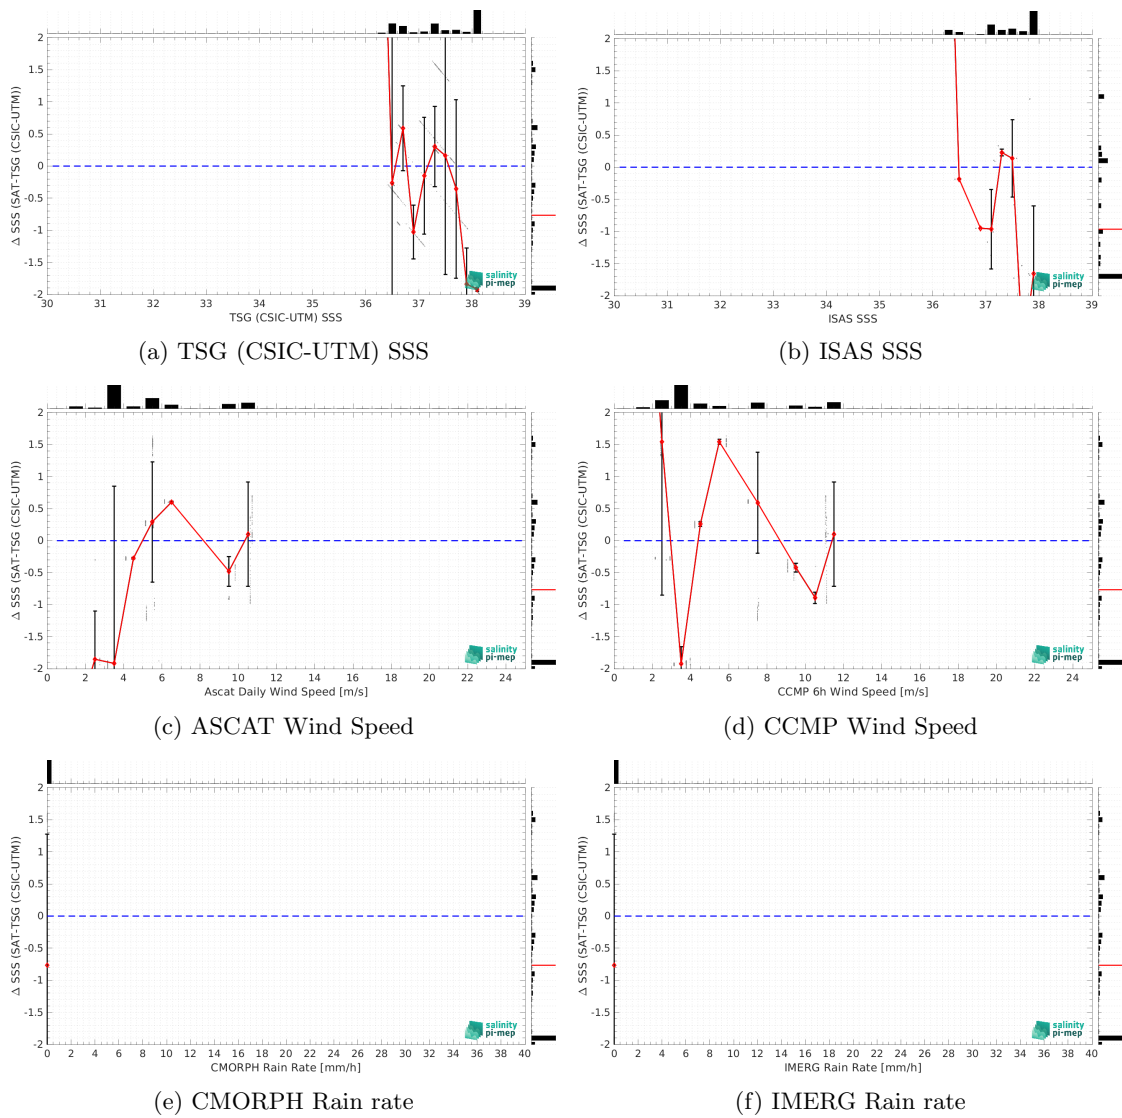 2
1.5
1
0.5
0
-0.5
-1
-1.5
-2
Δ SSS (SAT-TSG (CSIC-UTM))
30 31 32 33 34 35 36 37 38 39
TSG (CSIC-UTM) SSS
salinity
pi-mep
(a) TSG (CSIC-UTM) SSS
2
1.5
1
0.5
0
-0.5
-1
-1.5
-2
Δ SSS (SAT-TSG (CSIC-UTM))
30 31 32 33 34 35 36 37 38 39
ISAS SSS
salinity
pi-mep
(b) ISAS SSS
2
1.5
1
0.5
0
-0.5
-1
-1.5
-2
Δ SSS (SAT-TSG (CSIC-UTM))
0 2 4 6 8 10 12 14 16 18 20 22 24
Ascat Daily Wind Speed [m/s]
salinity
pi-mep
(c) ASCAT Wind Speed
2
1.5
1
0.5
0
-0.5
-1
-1.5
-2
Δ SSS (SAT-TSG (CSIC-UTM))
0 2 4 6 8 10 12 14 16 18 20 22 24
CCMP 6h Wind Speed [m/s]
salinity
pi-mep
(d) CCMP Wind Speed
2
1.5
1
0.5
0
-0.5
-1
-1.5
-2
Δ SSS (SAT-TSG (CSIC-UTM))
0 2 4 6 8 10 12 14 16 18 20 22 24 26 28 30 32 34 36 38 40
CMORPH Rain Rate [mm/h]
salinity
pi-mep
(e) CMORPH Rain rate
2
1.5
1
0.5
0
-0.5
-1
-1.5
-2
Δ SSS (SAT-TSG (CSIC-UTM))
0 2 4 6 8 10 12 14 16 18 20 22 24 26 28 30 32 34 36 38 40
IMERG Rain Rate [mm/h]
salinity
pi-mep
(f) IMERG Rain rate